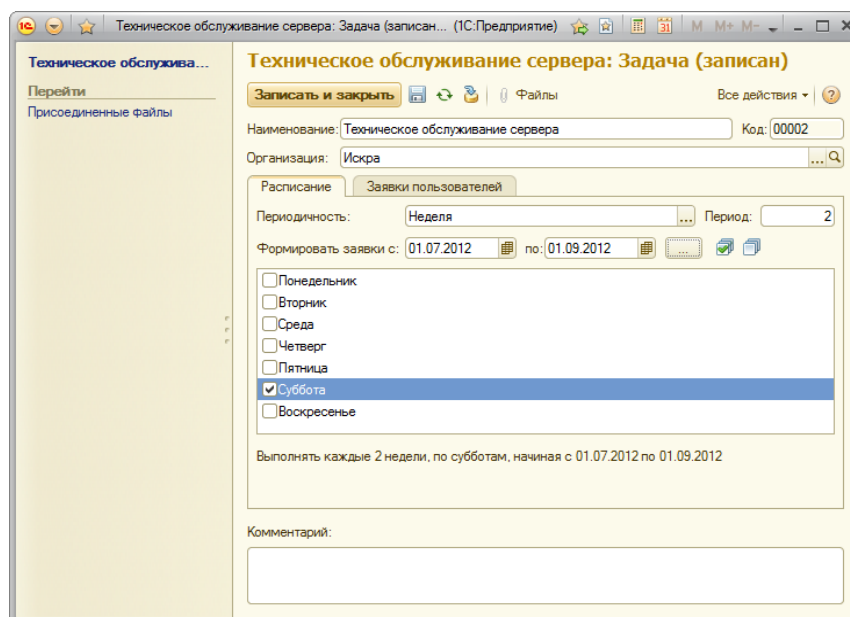 Техническое обслуживание сервера: Задача (записан... (1С:Предприятие) 31 M M+ M-
Техническое обслужива...
Перейти
Присоединенные файлы
Техническое обслуживание сервера: Задача (записан)
Записать и закрыть Файлы Все действия ?
Наименование: Техническое обслуживание сервера Код: 00002
Организация: Искра ...
Расписание Заявки пользователей
Периодичность: Неделя ... Период: 2
Формировать заявки с: 01.07.2012 по: 01.09.2012 ...
Понедельник
Вторник
Среда
Четверг
Пятница
Суббота
Воскресенье
Выполнять каждые 2 недели, по субботам, начиная с 01.07.2012 по 01.09.2012
Комментарий: